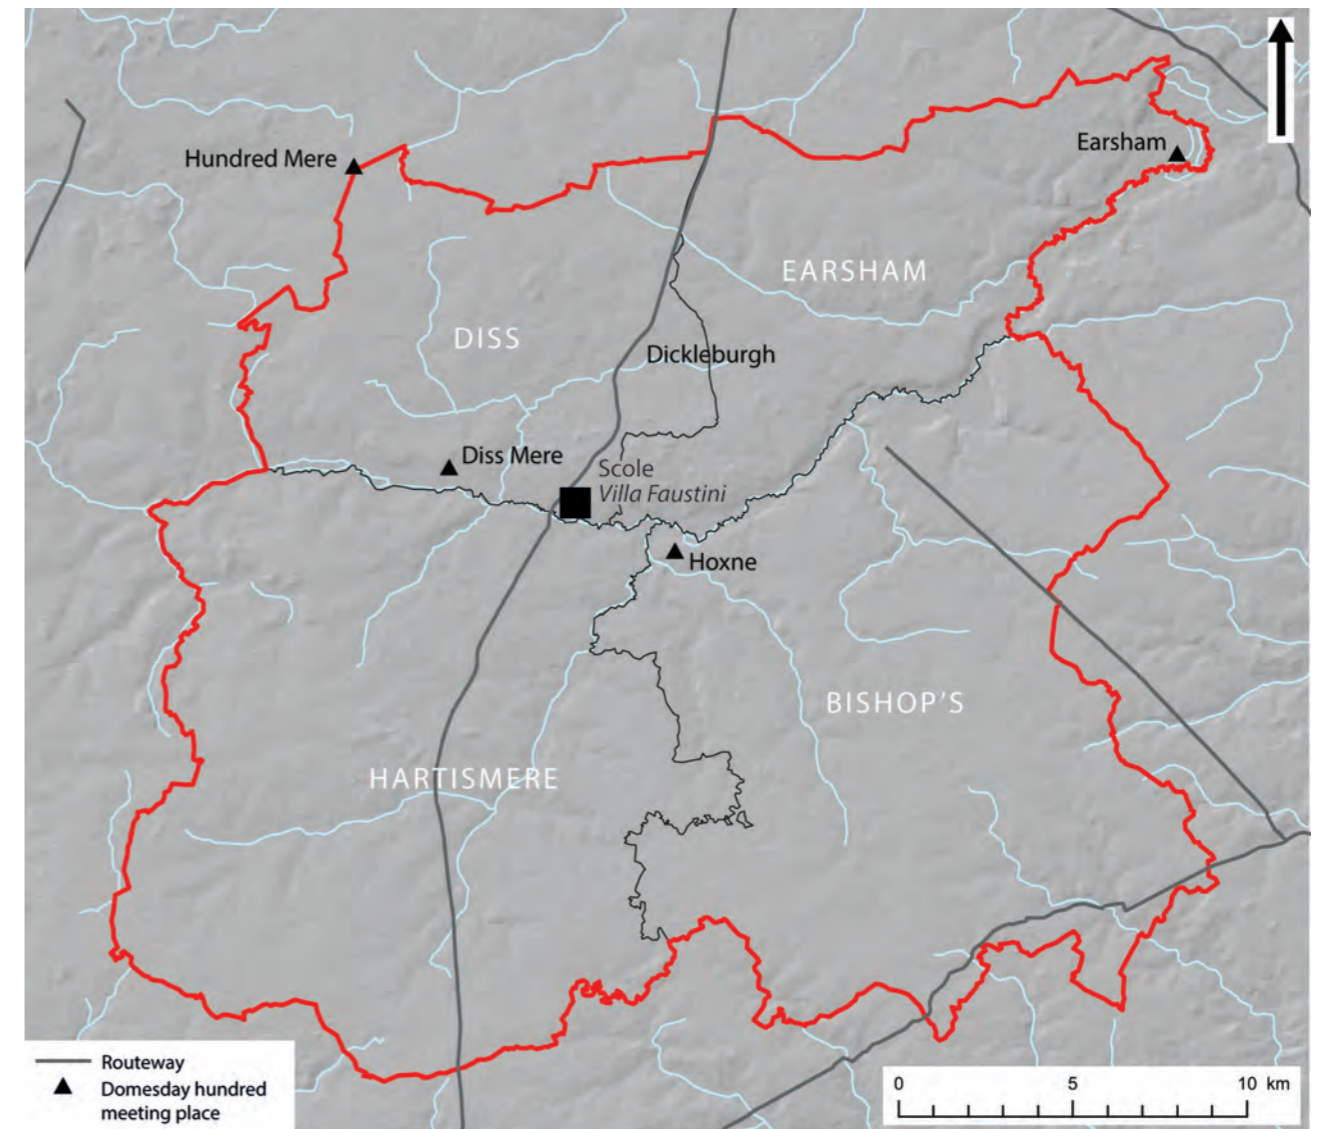 Hundred Mere
Earsham
EARSHAM
DISS
Dickleburgh
Diss Mere
Scole
Villa Faustini
Hoxne
BISHOP'S
HARTISMERE
Routeway
Domesday hundred
meeting place
0 5 10 km